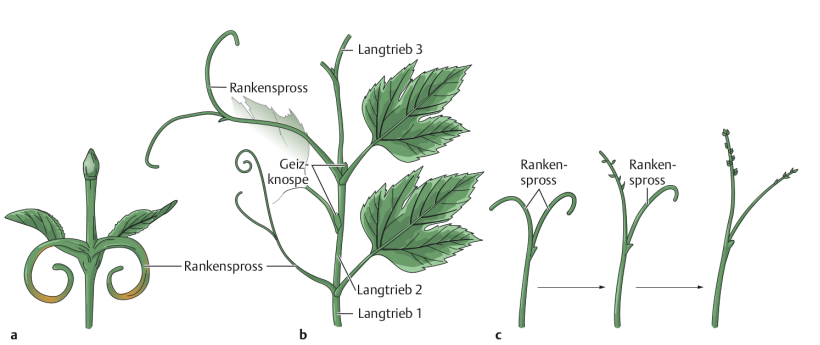 Langtrieb 3
Rankenspross
Geiz-
knospe
Ranken-
spross
Ranken-
spross
Rankenspross
Langtrieb 2
Langtrieb 1
a
b
c